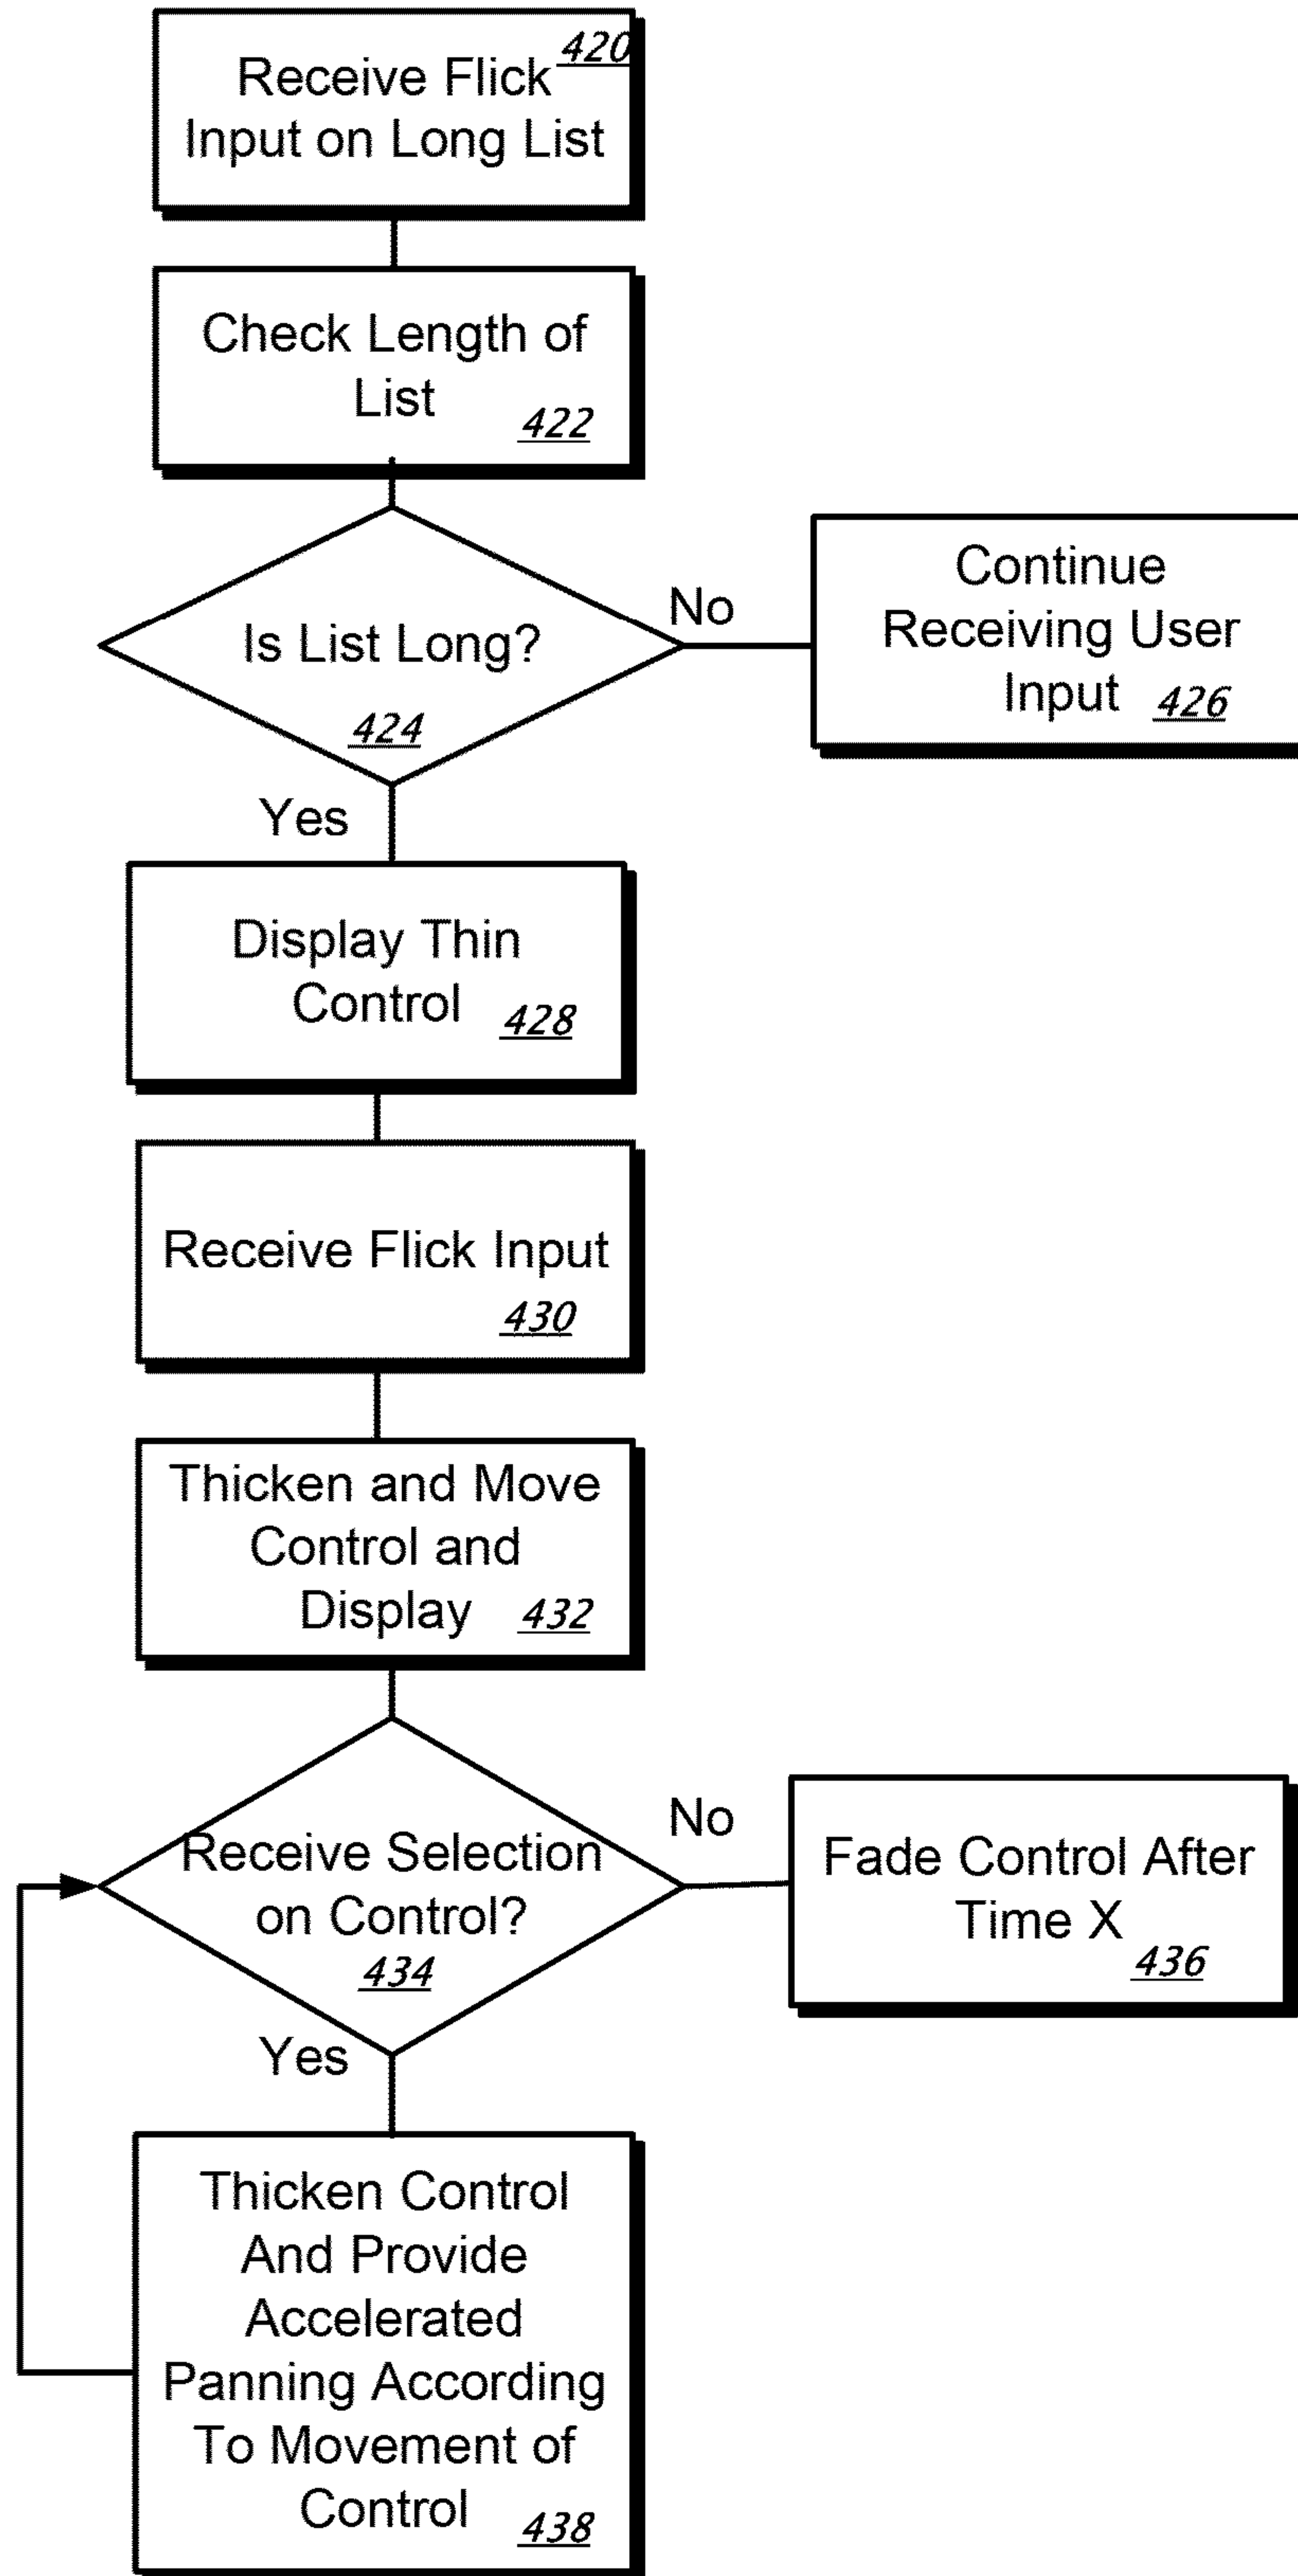 Receive Flick 420
Input on Long List
Check Length of
List 422
Is List Long?
424
No
Continue
Receiving User
Input 426
Yes
Display Thin
Control 428
Receive Flick Input
430
Thicken and Move
Control and
Display 432
Receive Selection
on Control?
434
No
Fade Control After
Time X
436
Yes
Thicken Control
And Provide
Accelerated
Panning According
To Movement of
Control 438